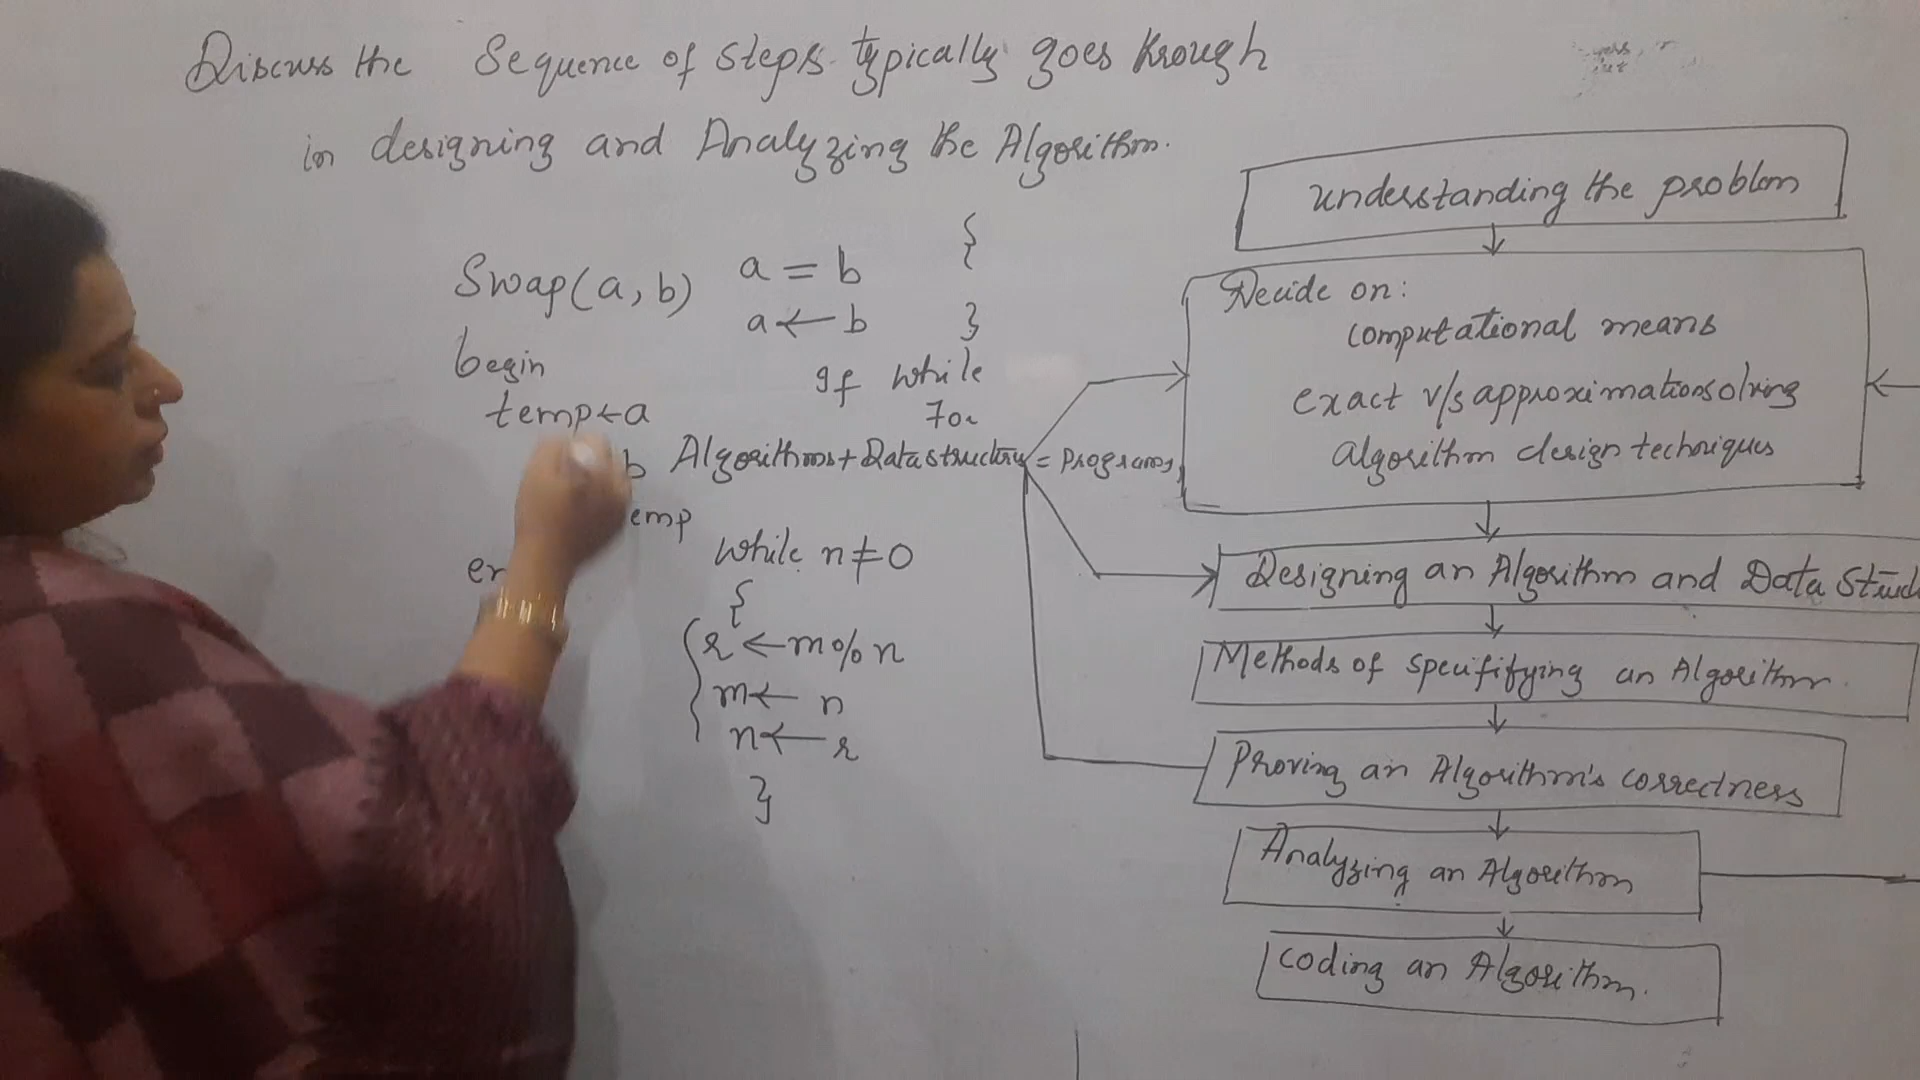 Discuss the Sequence of steps typically goes through
in designing and Analyzing the Algorithm.
Swap(a, b)
begin
temp ← a
b
emp
a = b
a ← b
{
}
If while
For
Algorithms + Datastructure = programs
while n ≠ 0
{
r ← m % n
m ← n
n ← r
}
understanding the problem
Decide on:
computational means
exact v/s approximation solving
algorithm design techniques
Designing an Algorithm and Data
Methods of specififying an Algorithm.
Proving an Algorithm's correctness
Analyzing an Algorithm
coding an Algorithm.